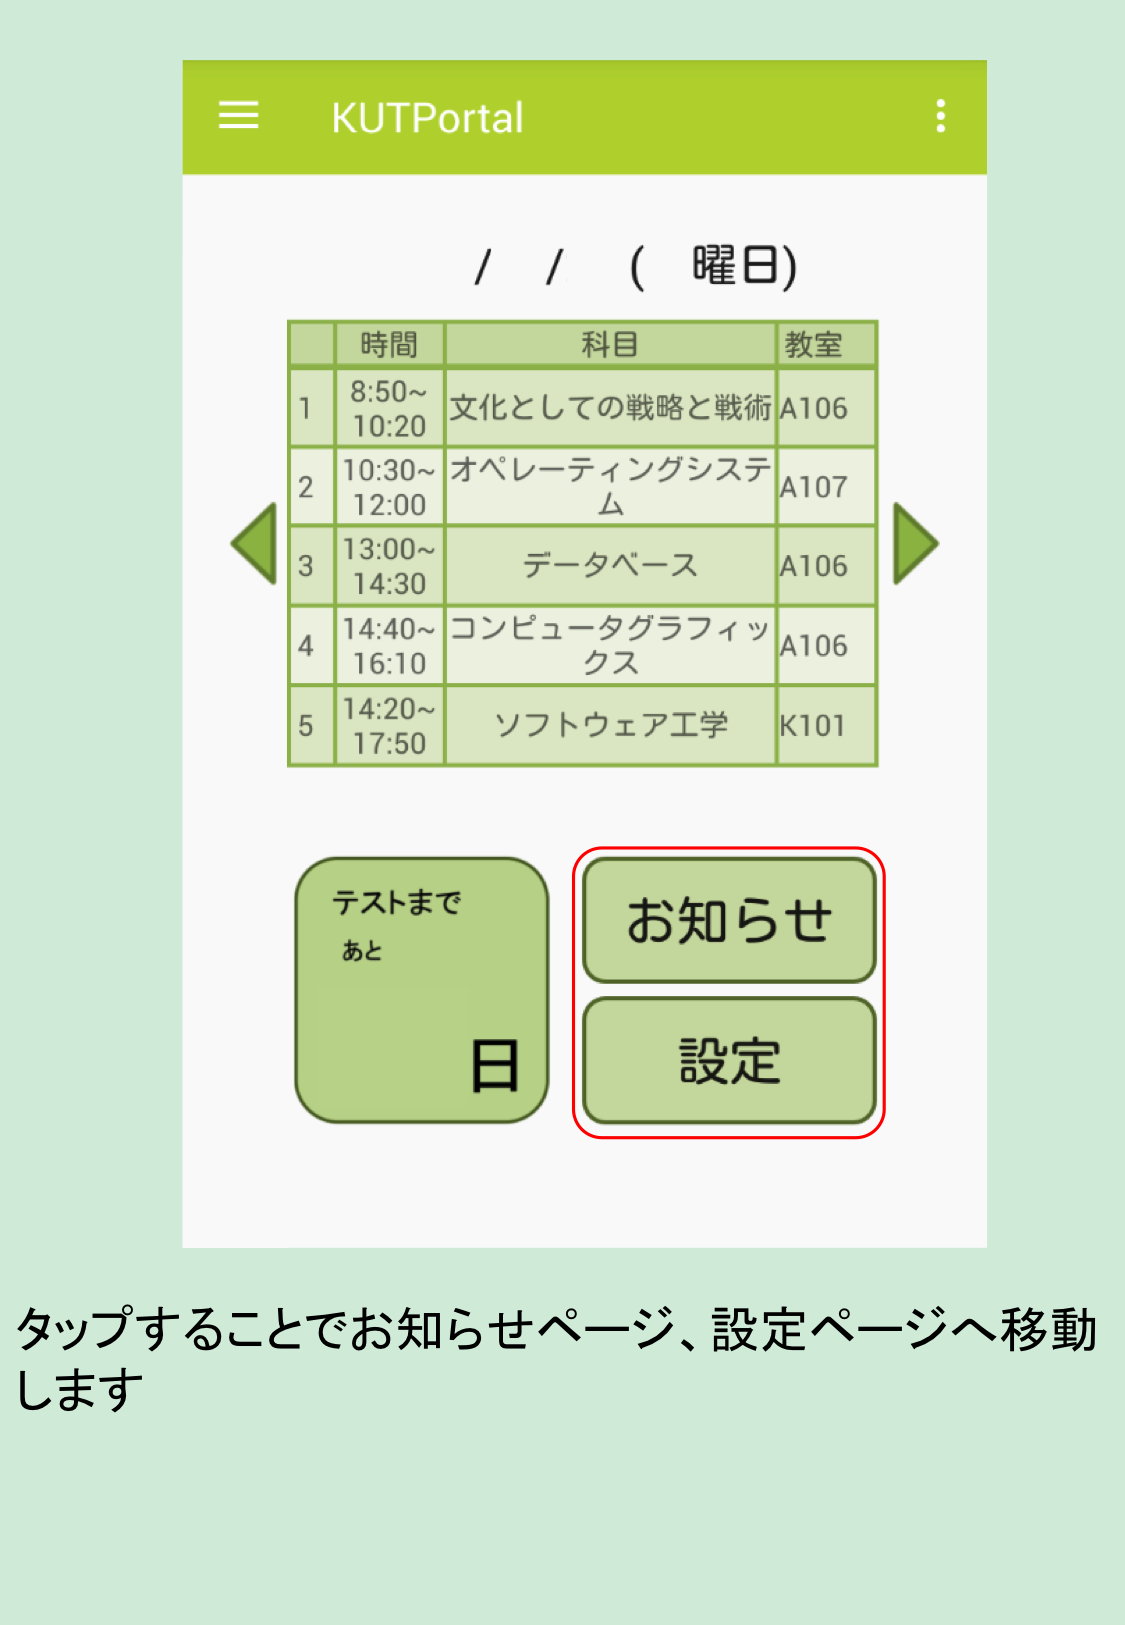 KUTPortal
/ / ( 曜日)
時間 科目 教室
1 8:50~ 10:20 文化としての戦略と戦術 A106
2 10:30~ 12:00 オペレーティングシステム A107
3 13:00~ 14:30 データベース A106
4 14:40~ 16:10 コンピュータグラフィックス A106
5 14:20~ 17:50 ソフトウェア工学 K101
テストまで
あと
日
お知らせ
設定
タップすることでお知らせページ、設定ページへ移動
します